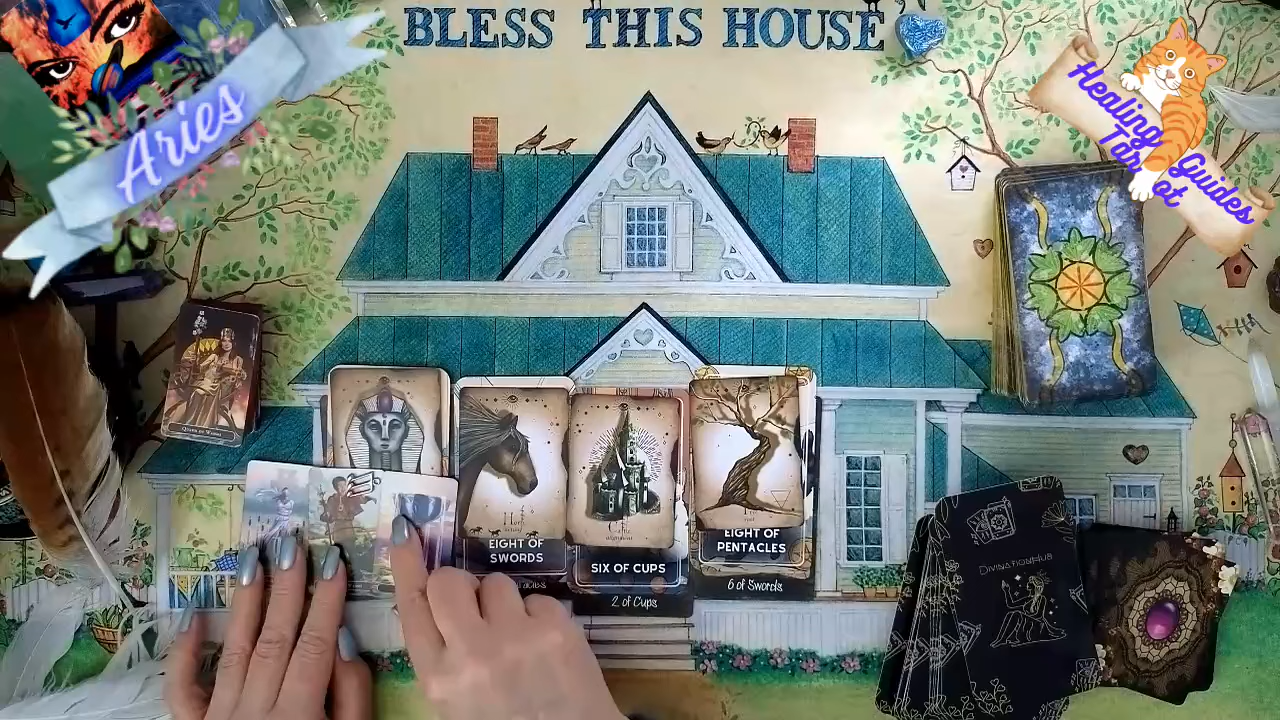 BLESS THIS HOUSE
Aries
Healing Guides
Tarot
QUEEN OF WANDS
EIGHT OF
SWORDS
SIX OF CUPS
2 of Cups
EIGHT OF
PENTACLES
6 of Swords
DIVINATIONHUB